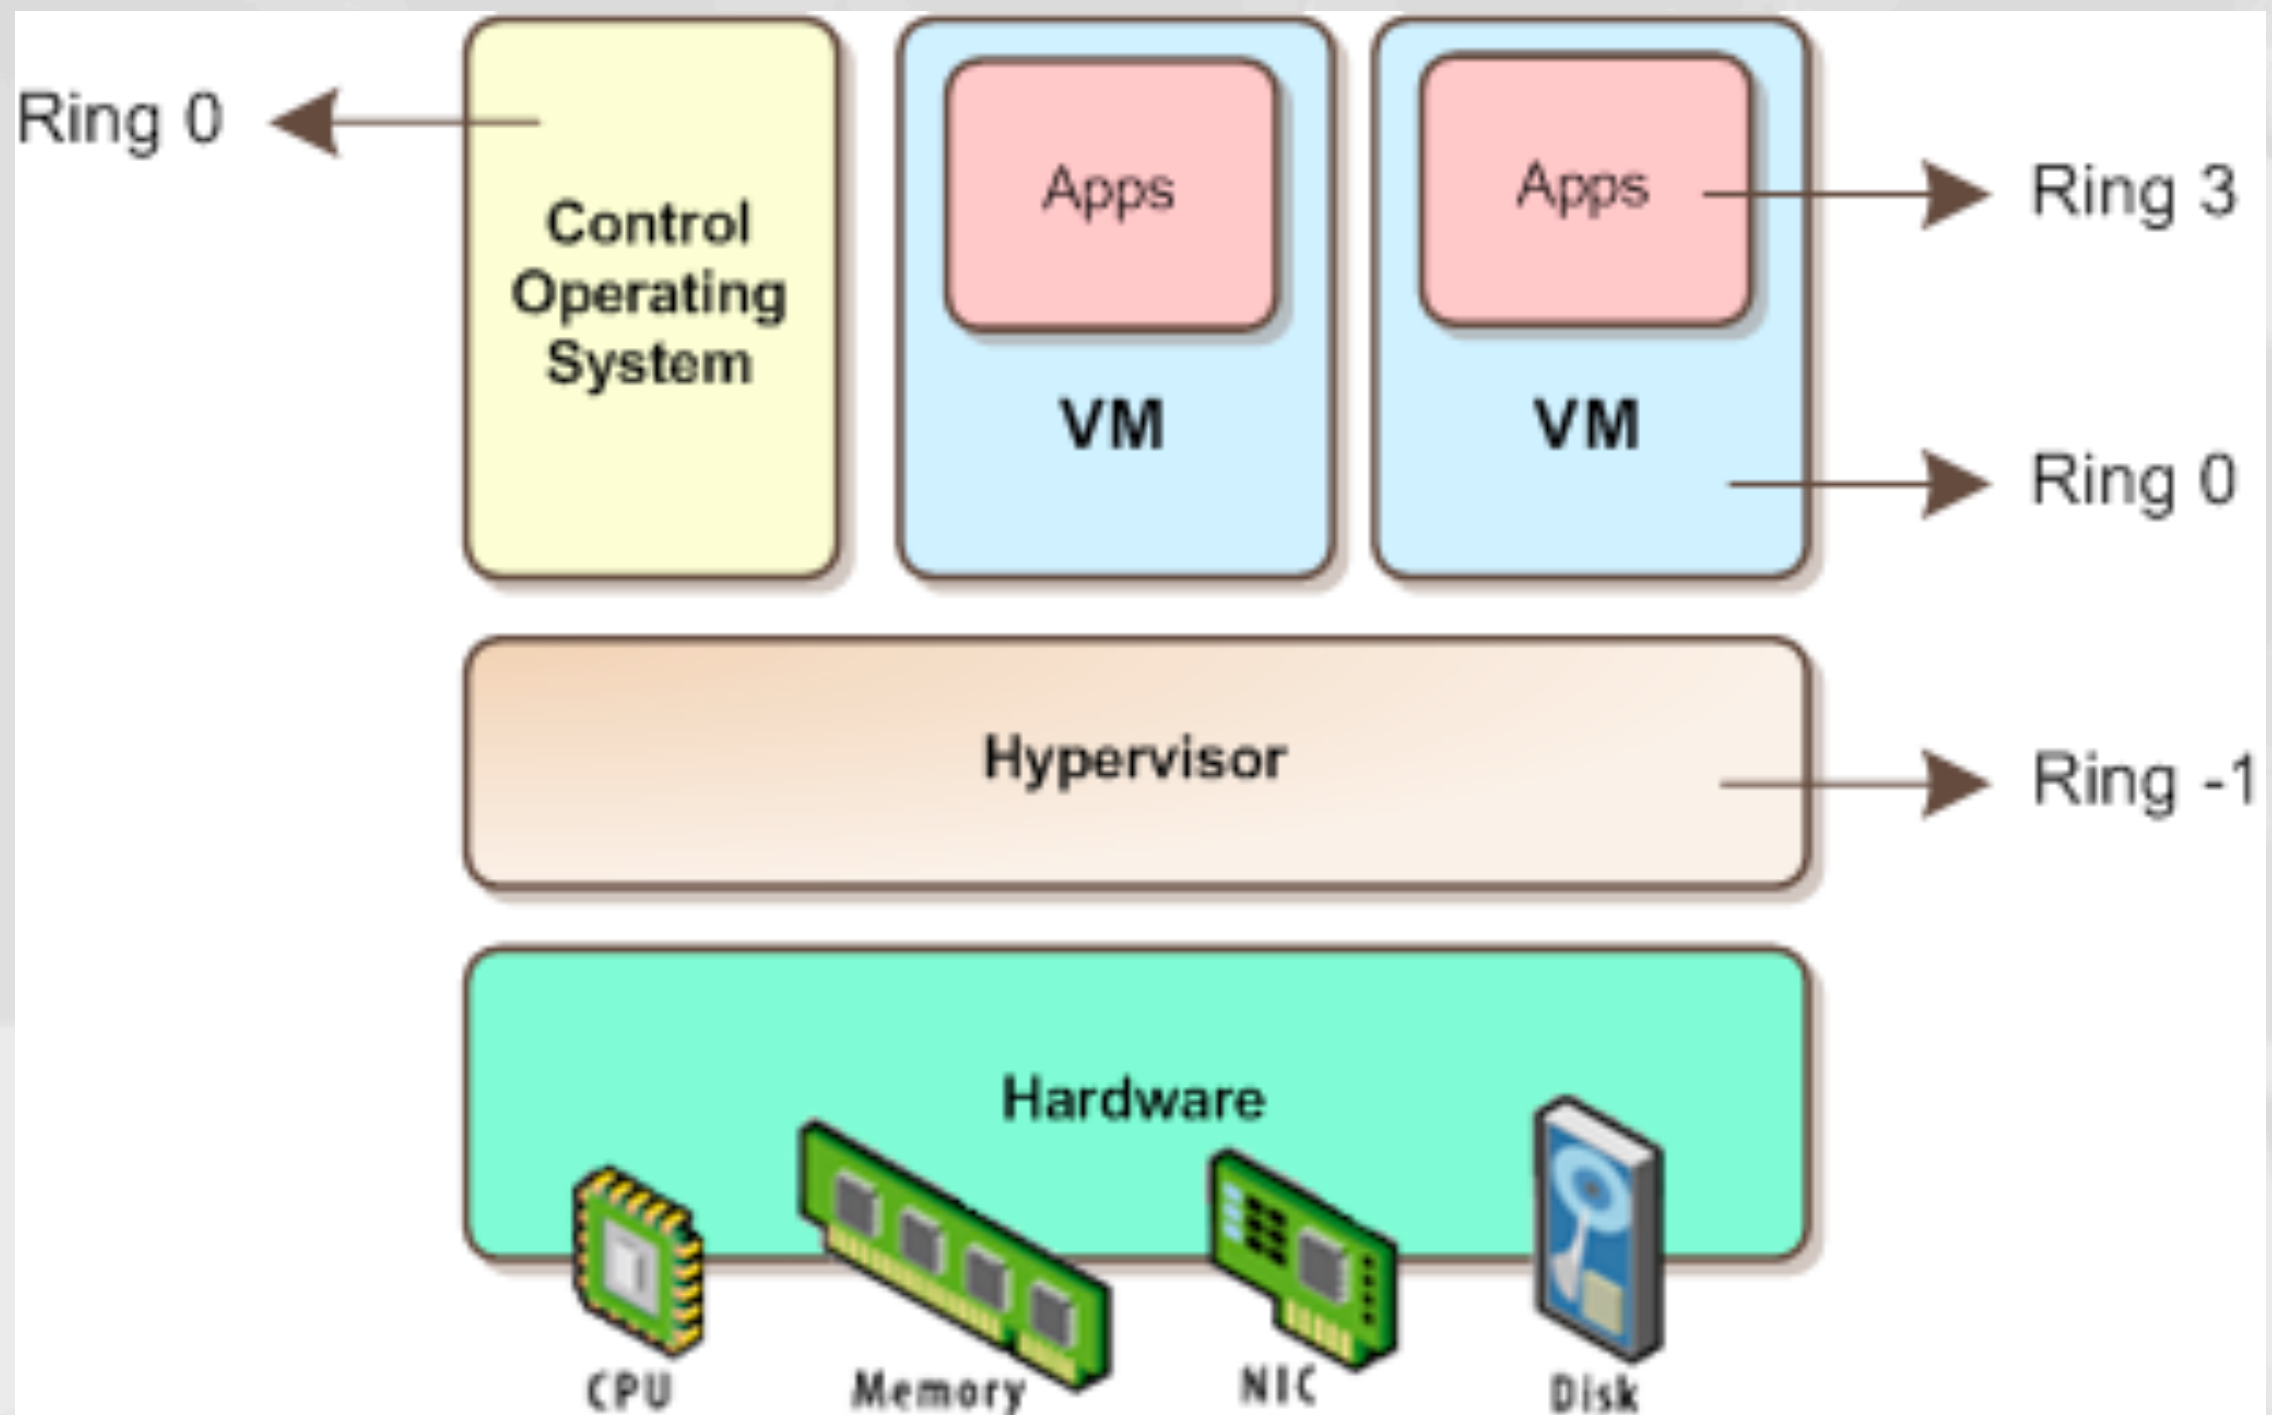 Ring 0
Control
Operating
System
Apps
VM
Apps
VM
Ring 3
Ring 0
Hypervisor
Ring -1
Hardware
CPU
Memory
NIC
Disk